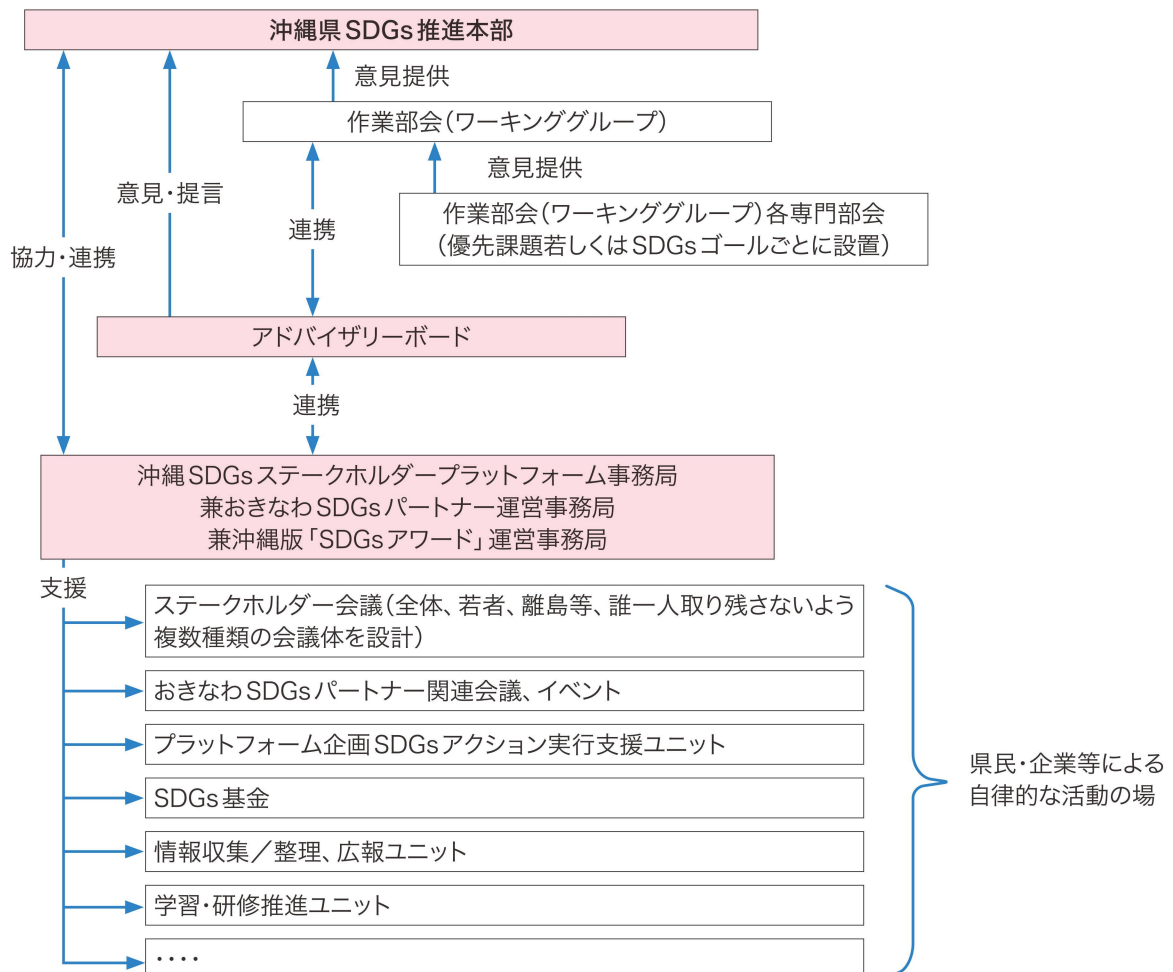 沖縄県SDGs推進本部
意見提供
作業部会（ワーキンググループ）
意見提供
意見・提言
作業部会（ワーキンググループ）各専門部会
（優先課題若しくはSDGsゴールごとに設置）
連携
協力・連携
アドバイザリーボード
連携
沖縄SDGsステークホルダープラットフォーム事務局
兼おきなわSDGsパートナー運営事務局
兼沖縄版「SDGsアワード」運営事務局
支援
ステークホルダー会議（全体、若者、離島等、誰一人取り残さないよう
複数種類の会議体を設計）
おきなわSDGsパートナー関連会議、イベント
プラットフォーム企画SDGsアクション実行支援ユニット
県民・企業等による
自律的な活動の場
SDGs基金
情報収集／整理、広報ユニット
学習・研修推進ユニット
・・・・